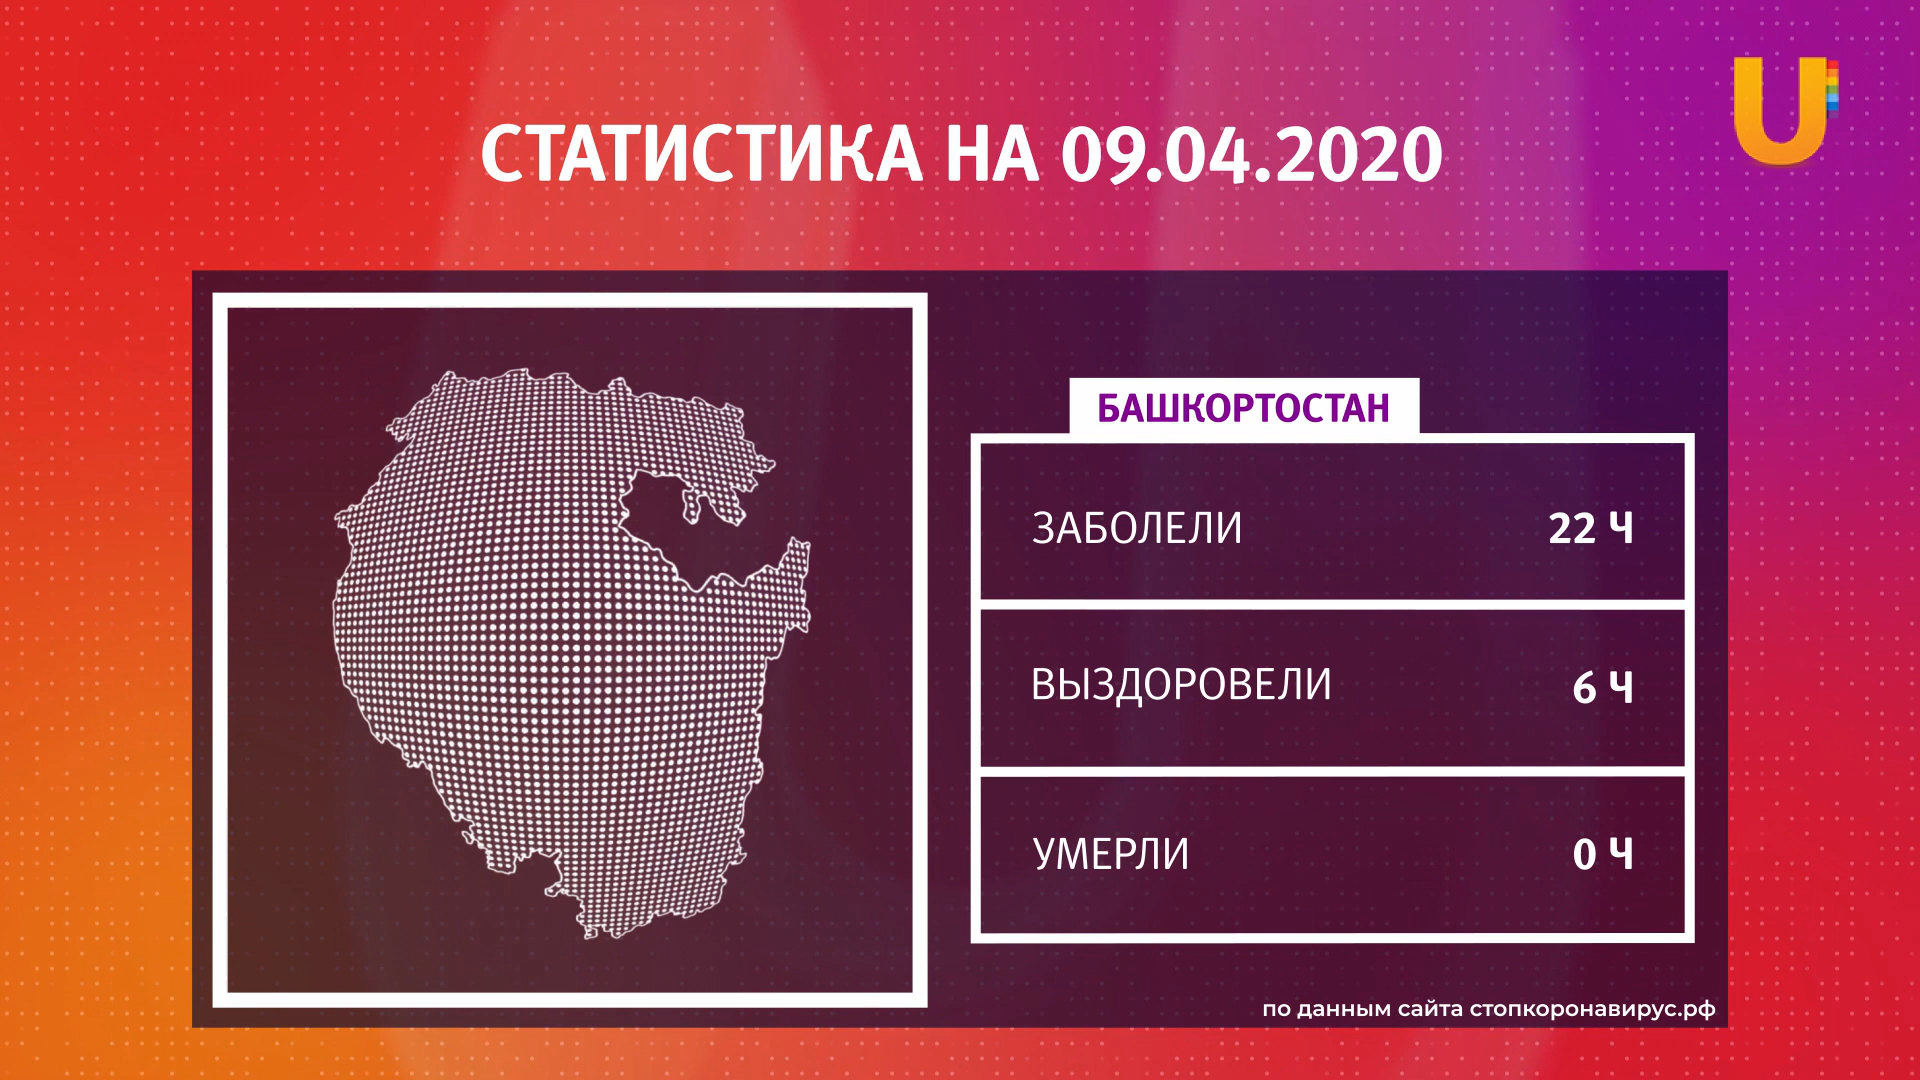 СТАТИСТИКА НА 09.04.2020
U
БАШКОРТОСТАН
ЗАБОЛЕЛИ 22 Ч
ВЫЗДОРОВЕЛИ 6 Ч
УМЕРЛИ 0 Ч
по данным сайта стопкоронавирус.рф